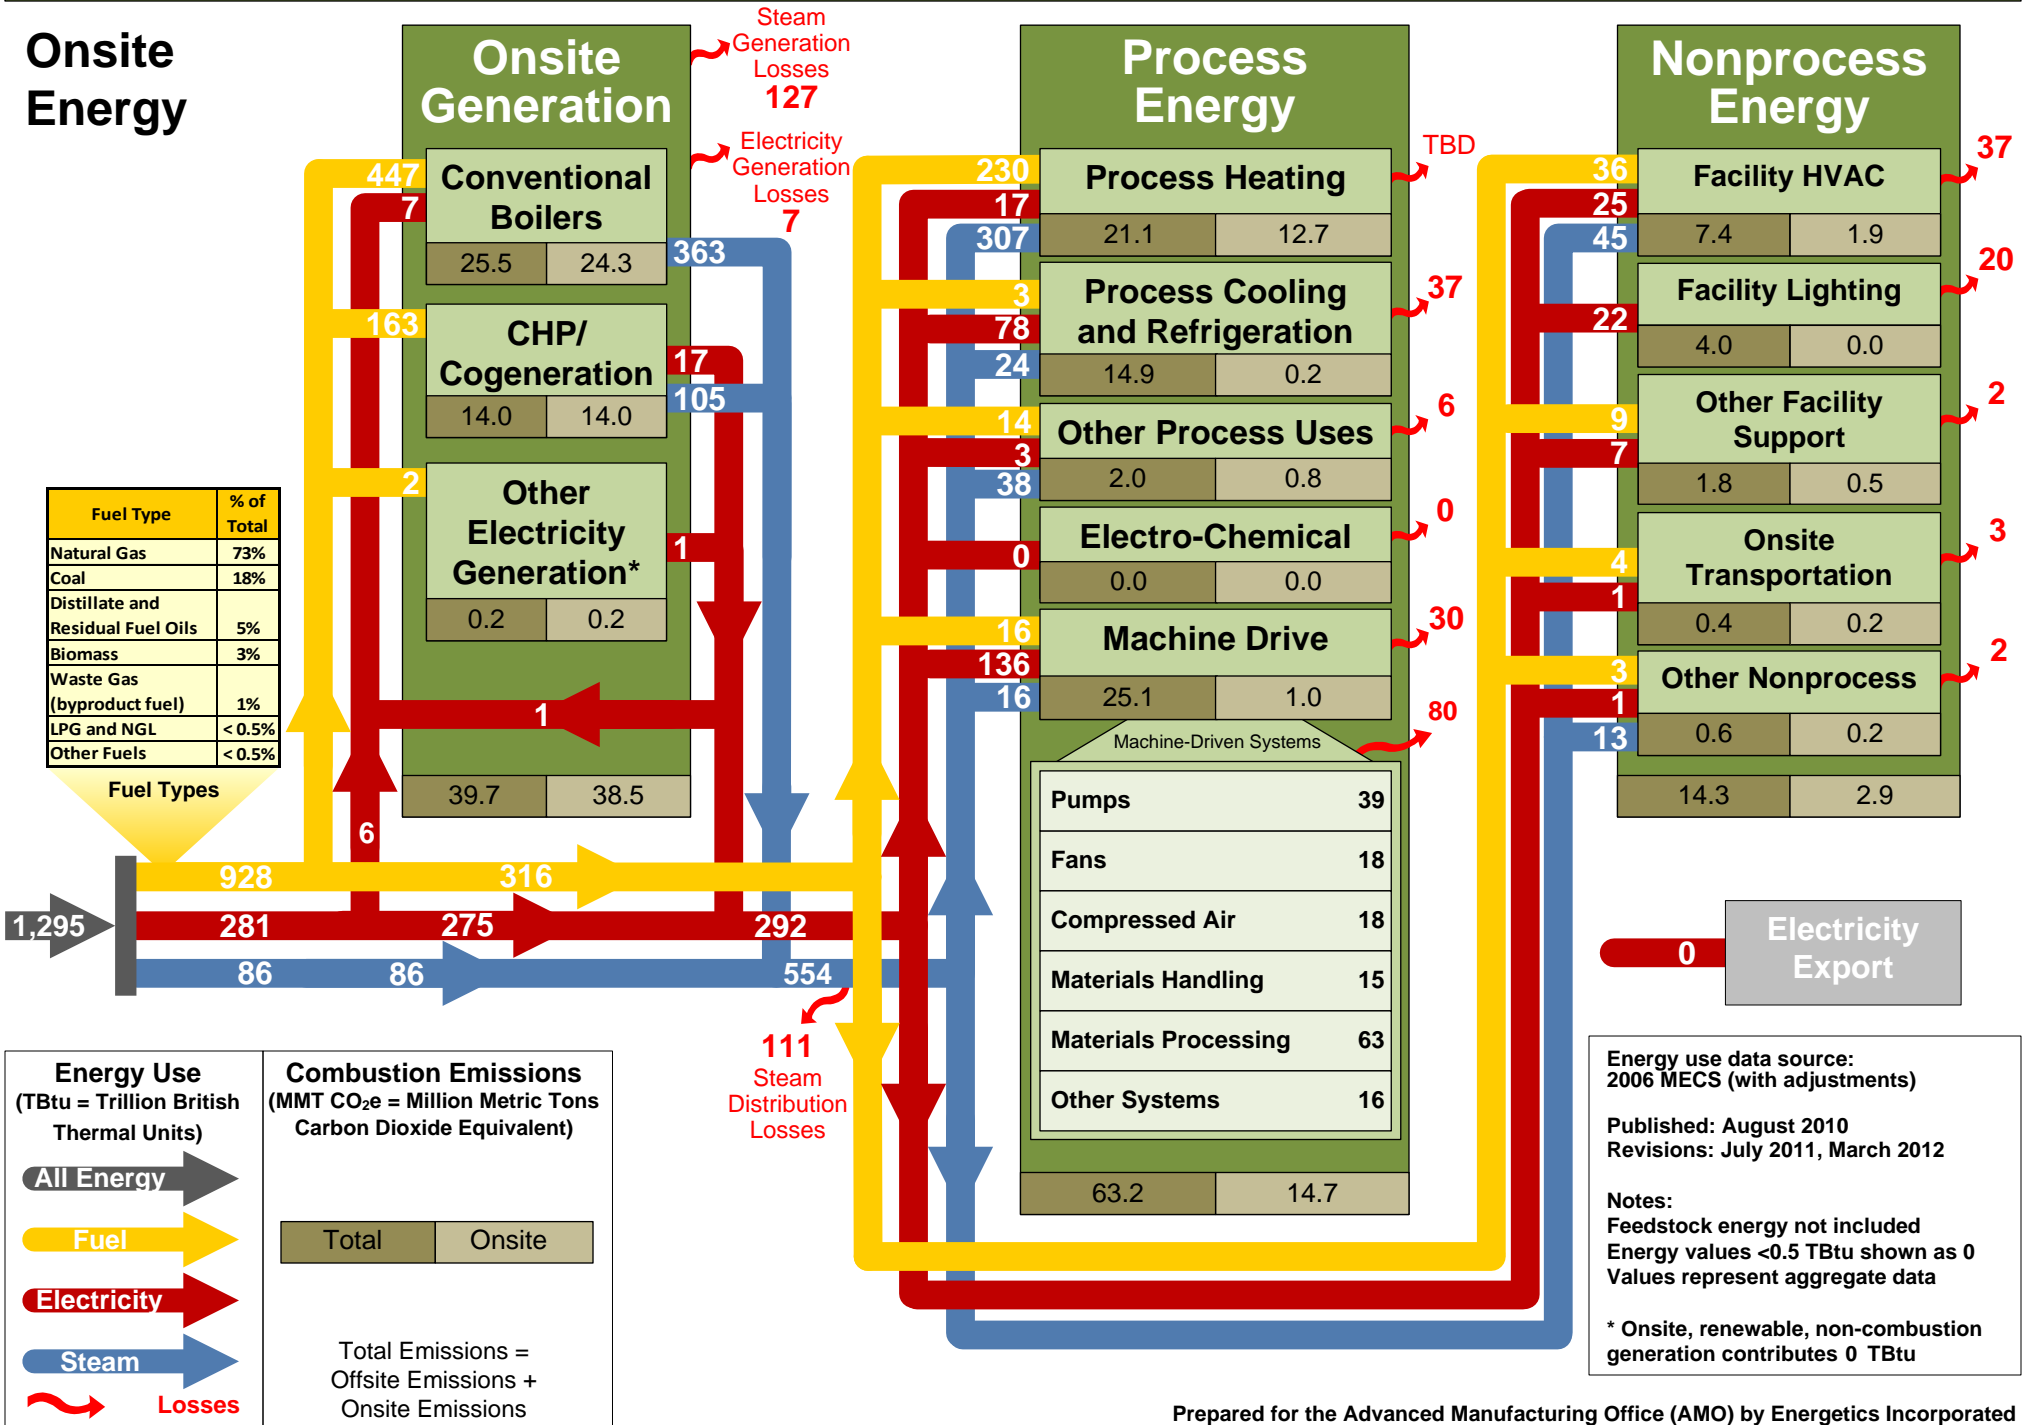 Onsite
Energy
Onsite
Generation
Steam
Generation
Losses
127
Electricity
Generation
Losses
7
447
7
Conventional
Boilers
25.5 24.3
363
163
CHP/
Cogeneration
14.0 14.0
17
105
2
Other
Electricity
Generation*
0.2 0.2
1
1
39.7 38.5
Fuel Type % of
Total
Natural Gas 73%
Coal 18%
Distillate and
Residual Fuel Oils 5%
Biomass 3%
Waste Gas
(byproduct fuel) 1%
LPG and NGL < 0.5%
Other Fuels < 0.5%
Fuel Types
6
1,295
928 316
281 275 292
86 86 554
111
Steam
Distribution
Losses
Process
Energy
TBD
230
17
307
Process Heating
21.1 12.7
3
78
24
Process Cooling
and Refrigeration
14.9 0.2
37
14
3
38
Other Process Uses
2.0 0.8
6
0
Electro-Chemical
0.0 0.0
0
16
136
16
Machine Drive
25.1 1.0
30
80
Machine-Driven Systems
Pumps 39
Fans 18
Compressed Air 18
Materials Handling 15
Materials Processing 63
Other Systems 16
63.2 14.7
Nonprocess
Energy
36
25
45
Facility HVAC
7.4 1.9
37
22
Facility Lighting
4.0 0.0
20
9
7
Other Facility
Support
1.8 0.5
2
4
1
Onsite
Transportation
0.4 0.2
3
3
1
13
Other Nonprocess
0.6 0.2
2
14.3 2.9
0
Electricity
Export
Energy Use
(TBtu = Trillion British
Thermal Units)
All Energy
Fuel
Electricity
Steam
Losses
Combustion Emissions
(MMT CO₂e = Million Metric Tons
Carbon Dioxide Equivalent)
Total Onsite
Total Emissions =
Offsite Emissions +
Onsite Emissions
Energy use data source:
2006 MECS (with adjustments)
Published: August 2010
Revisions: July 2011, March 2012
Notes:
Feedstock energy not included
Energy values <0.5 TBtu shown as 0
Values represent aggregate data
* Onsite, renewable, non-combustion
generation contributes 0 TBtu
Prepared for the Advanced Manufacturing Office (AMO) by Energetics Incorporated